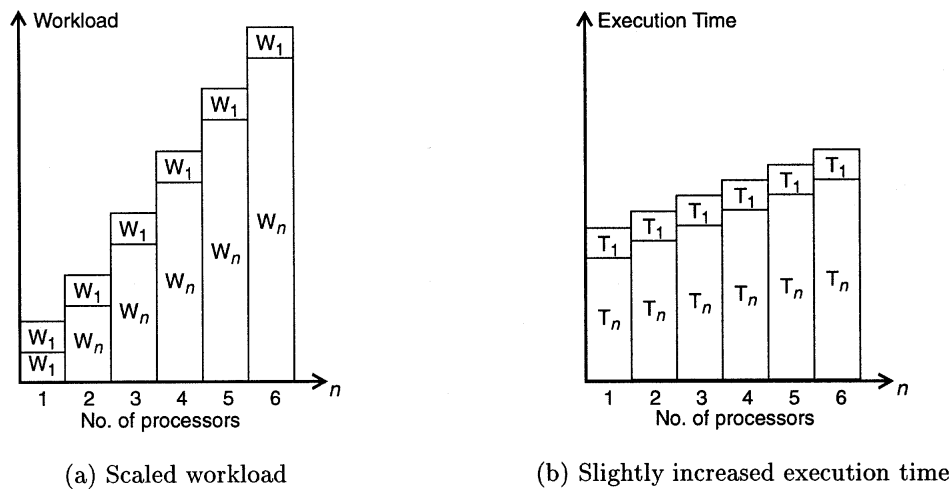 Workload
W1
W1
W1
Wn
W1
Wn
W1
Wn
W1
Wn
W1
Wn
1 2 3 4 5 6 n
No. of processors
(a) Scaled workload
Execution Time
T1
Tn
T1
Tn
T1
Tn
T1
Tn
T1
Tn
T1
Tn
1 2 3 4 5 6 n
No. of processors
(b) Slightly increased execution time